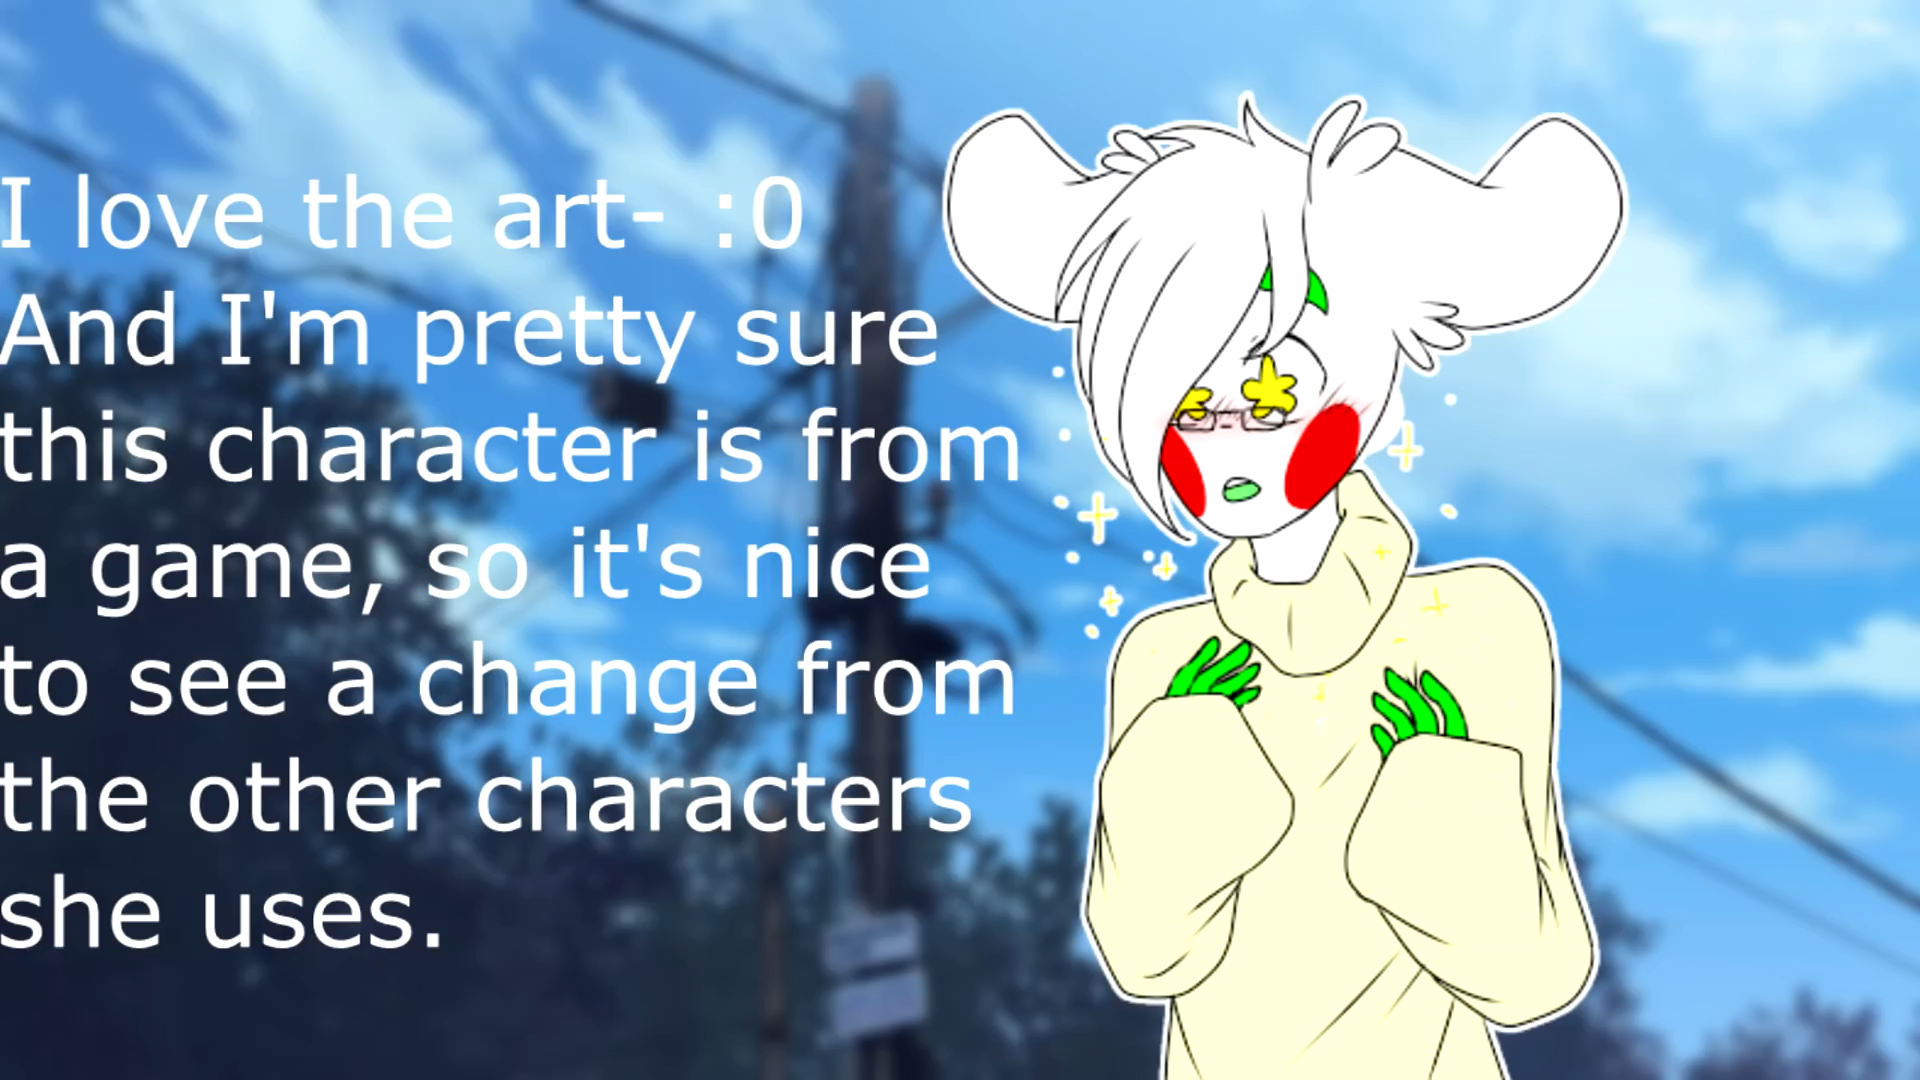 I love the art- :0
And I'm pretty sure
this character is from
a game, so it's nice
to see a change from
the other characters
she uses.